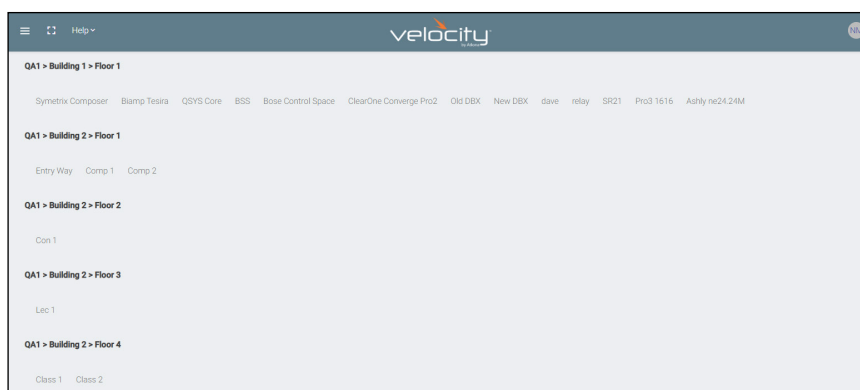 Help
velocity
by Atlona
NM
QA1 > Building 1 > Floor 1
Symetrix Composer Biamp Tesira QSYS Core BSS Bose Control Space ClearOne Converge Pro2 Old DBX New DBX dave relay SR21 Pro3 1616 Ashly ne24.24M
QA1 > Building 2 > Floor 1
Entry Way Comp 1 Comp 2
QA1 > Building 2 > Floor 2
Con 1
QA1 > Building 2 > Floor 3
Lec 1
QA1 > Building 2 > Floor 4
Class 1 Class 2